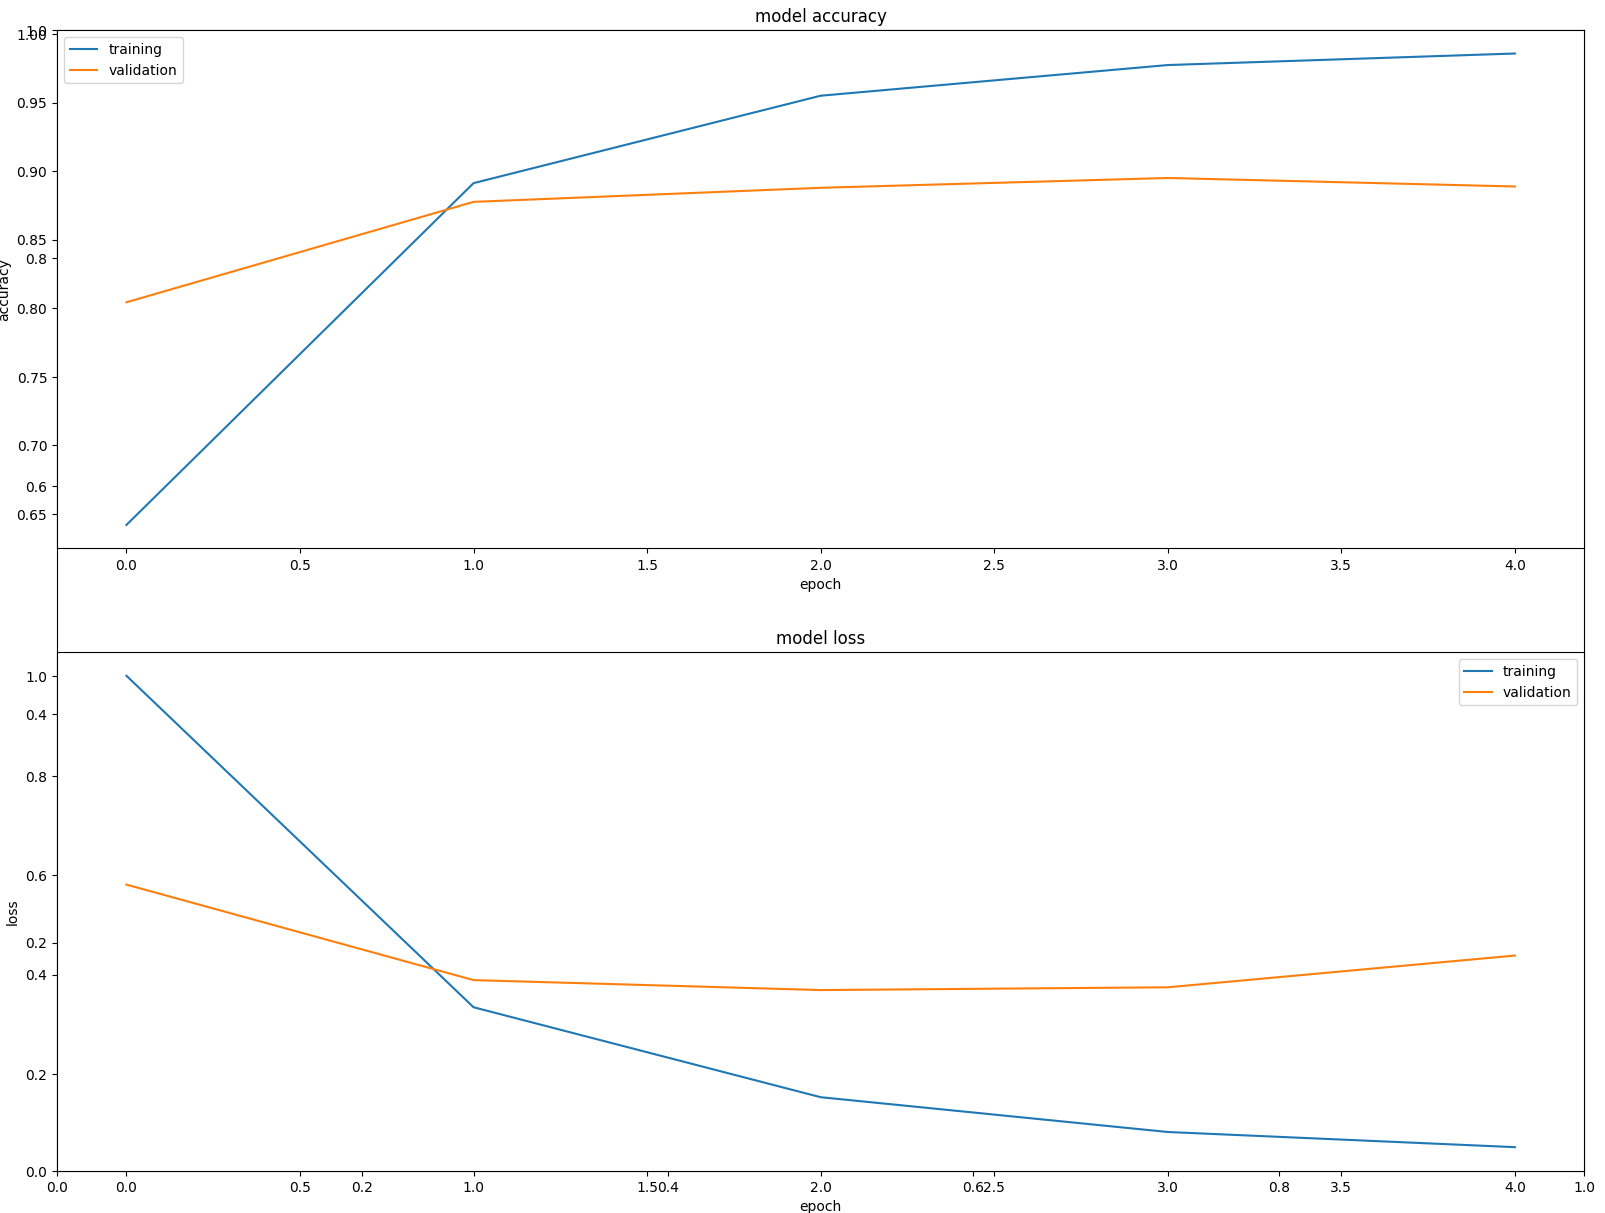 model accuracy
1.0
1.00
training
validation
0.95
0.90
0.85
0.8
accuracy
0.80
0.75
0.70
0.6
0.65
0.0 0.5 1.0 1.5 2.0 2.5 3.0 3.5 4.0
epoch
model loss
training
validation
1.0
0.4
0.8
0.6
loss
0.2
0.4
0.2
0.0
0.0 0.0 0.5 0.2 1.0 1.5 0.4 2.0 0.6 2.5 3.0 0.8 3.5 4.0 1.0
epoch